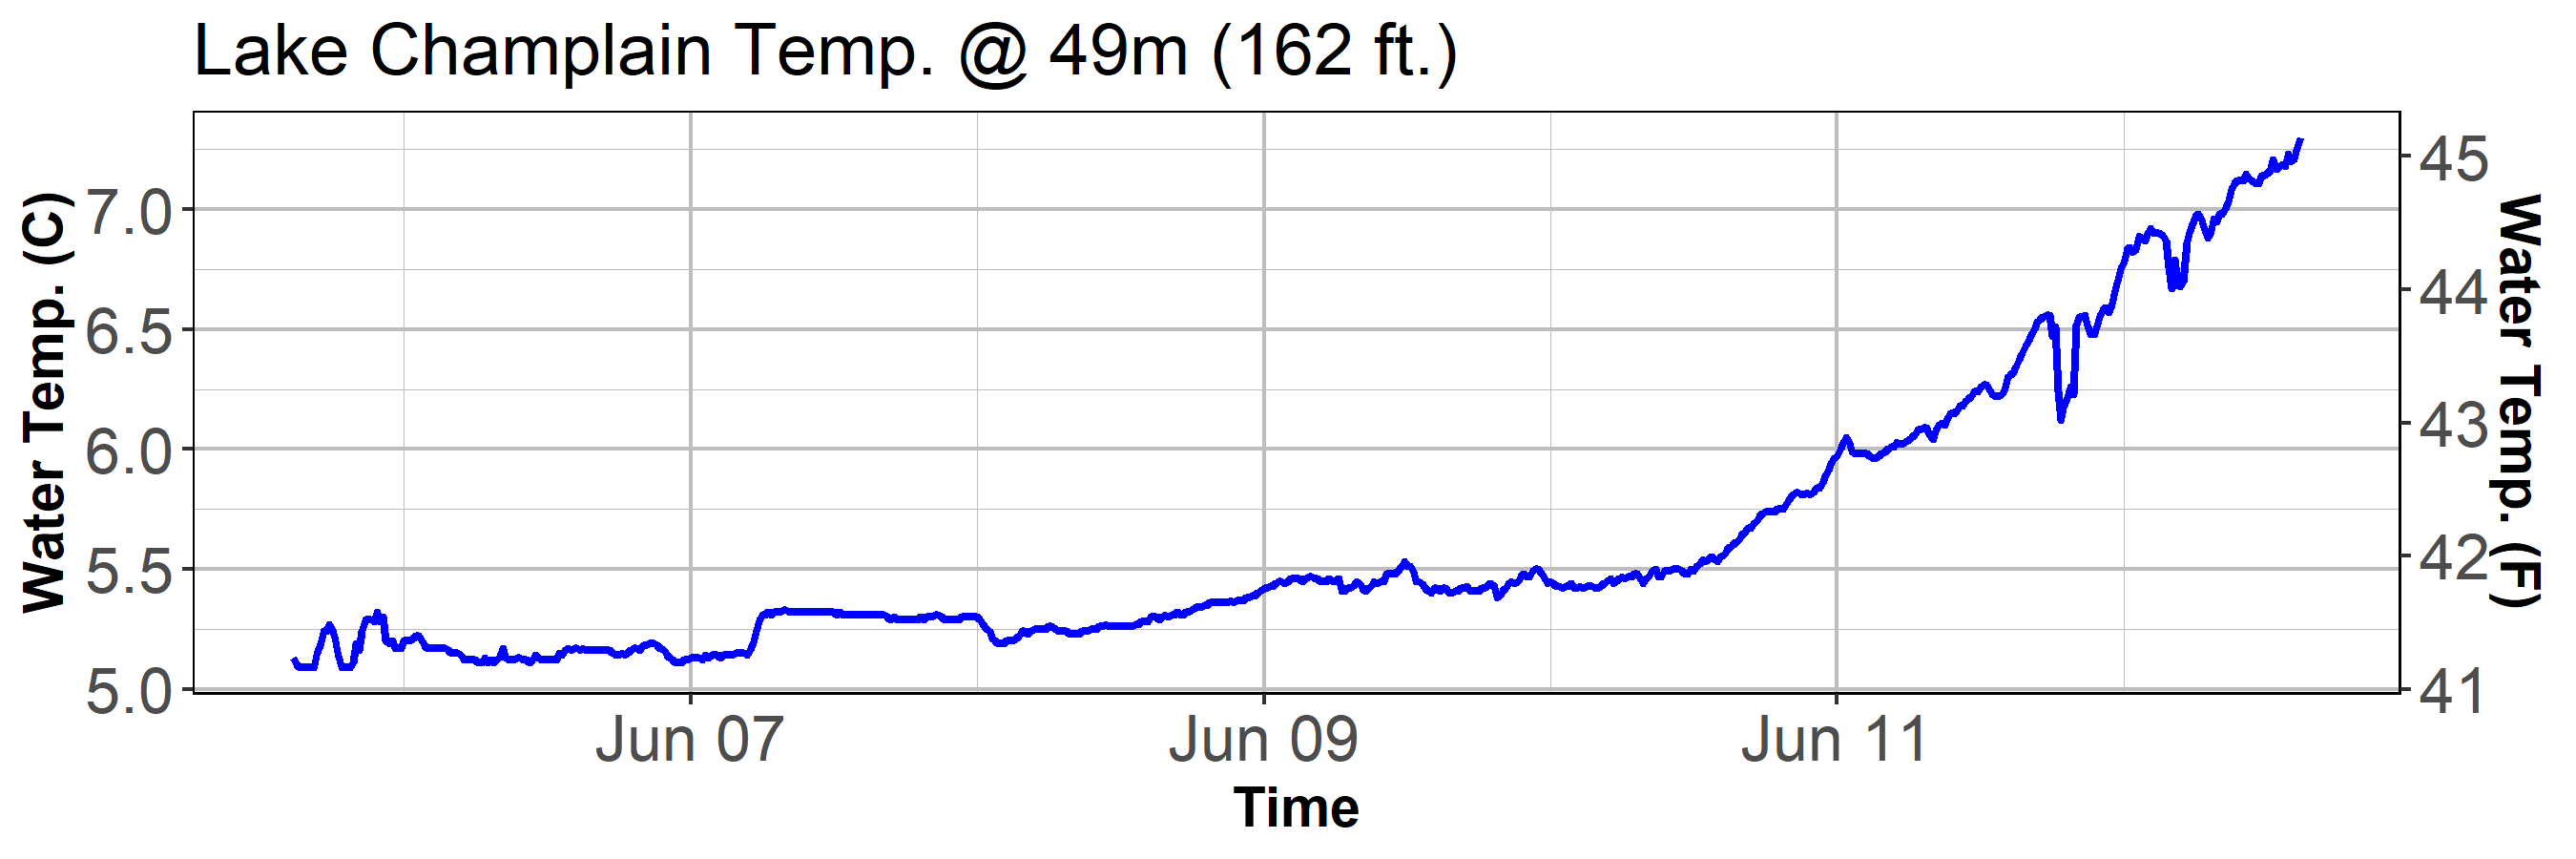 Lake Champlain Temp. @ 49m (162 ft.)
Water Temp. (C)
7.0
6.5
6.0
5.5
5.0
45
44
43
42
41
Water Temp. (F)
Jun 07 Jun 09 Jun 11
Time